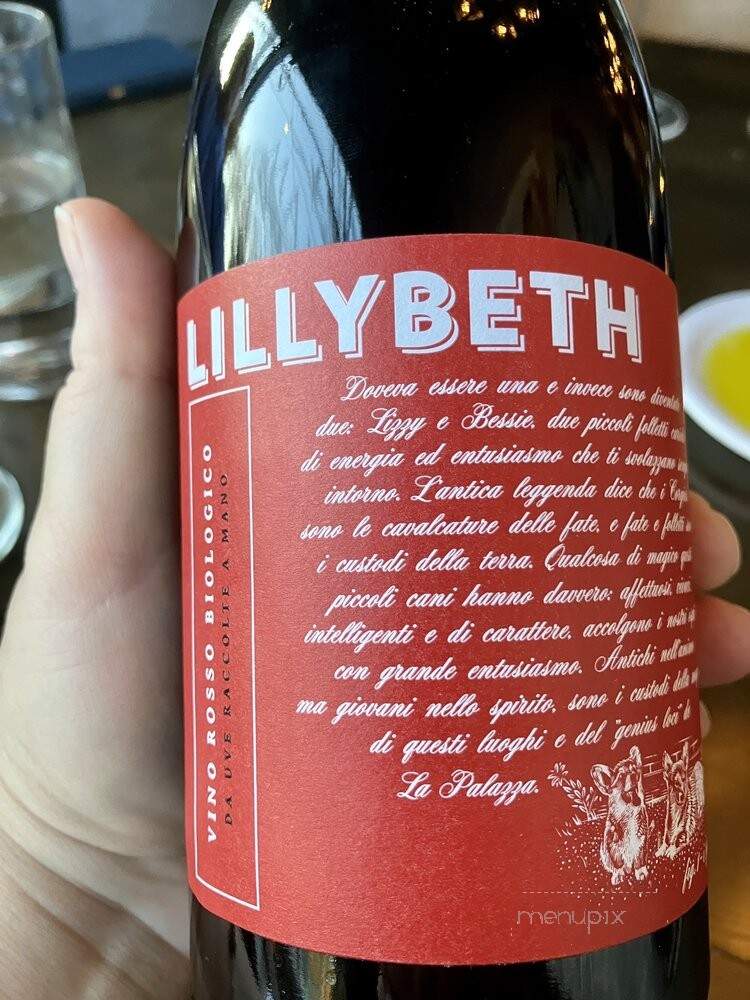 LILLYBETH
Doveva essere una e invece sono diventate
due: Lizzy e Bessie, due piccoli folletti
di energia ed entusiasmo che ti svolazzano
intorno. L'antica leggenda dice che i
sono le cavalcature delle fate, e fate e folletti
i custodi della terra. Qualcosa di magico
piccoli cani hanno davvero: affettuosi,
intelligenti e di carattere, accolgono i nostri
con grande entusiasmo. Antichi
ma giovani nello spirito, sono i custodi della
di questi luoghi e del "genius loci" de
La Palazza.
VINO ROSSO BIOLOGICO
DA UVE RACCOLTE A MANO
menupix